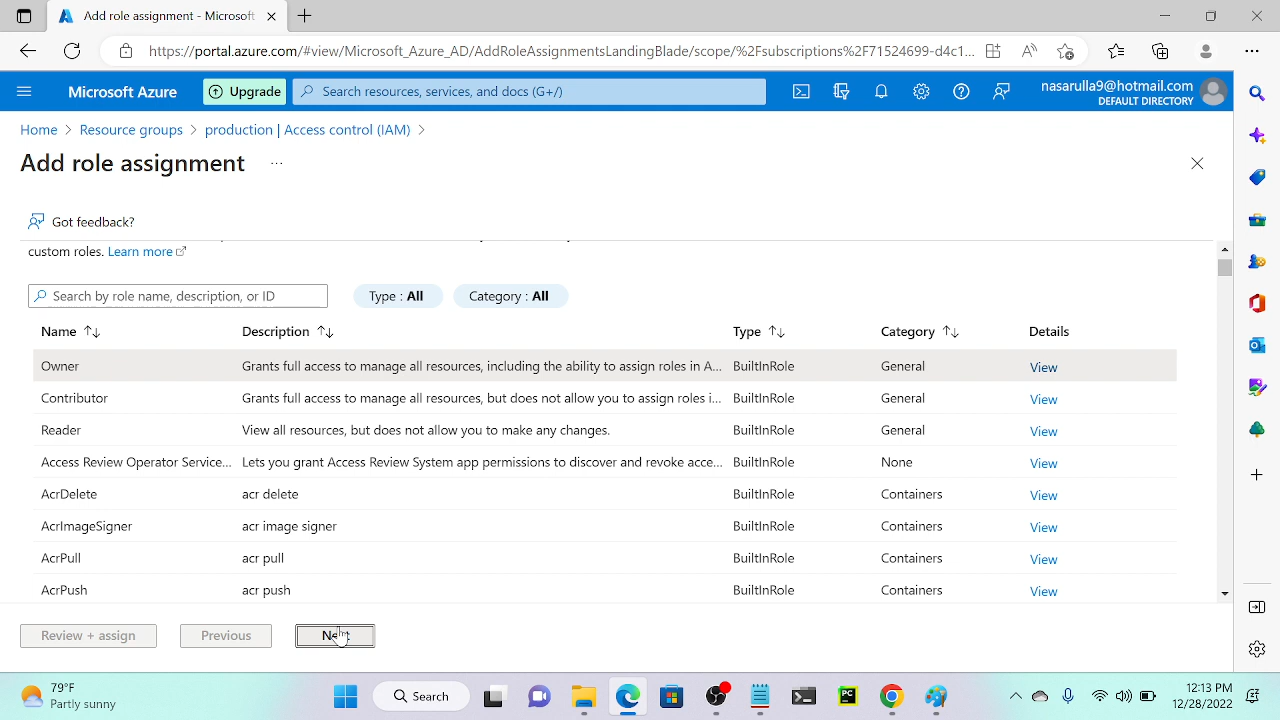 Add role assignment - Microsoft
https://portal.azure.com/#view/Microsoft_Azure_AD/AddRoleAssignmentsLandingBlade/scope/%2Fsubscriptions%2F71524699-d4c1...
Microsoft Azure
Upgrade
Search resources, services, and docs (G+/)
nasarulla9@hotmail.com
DEFAULT DIRECTORY
Home > Resource groups > production | Access control (IAM) >
Add role assignment ...
Got feedback?
custom roles. Learn more
Search by role name, description, or ID
Type : All
Category : All
Name Description Type Category Details
Owner Grants full access to manage all resources, including the ability to assign roles in A... BuiltInRole General View
Contributor Grants full access to manage all resources, but does not allow you to assign roles i... BuiltInRole General View
Reader View all resources, but does not allow you to make any changes. BuiltInRole General View
Access Review Operator Service... Lets you grant Access Review System app permissions to discover and revoke acce... BuiltInRole None View
AcrDelete acr delete BuiltInRole Containers View
AcrImageSigner acr image signer BuiltInRole Containers View
AcrPull acr pull BuiltInRole Containers View
AcrPush acr push BuiltInRole Containers View
Review + assign Previous Next
79°F
Partly sunny
Search
PC
12:13 PM
12/28/2022